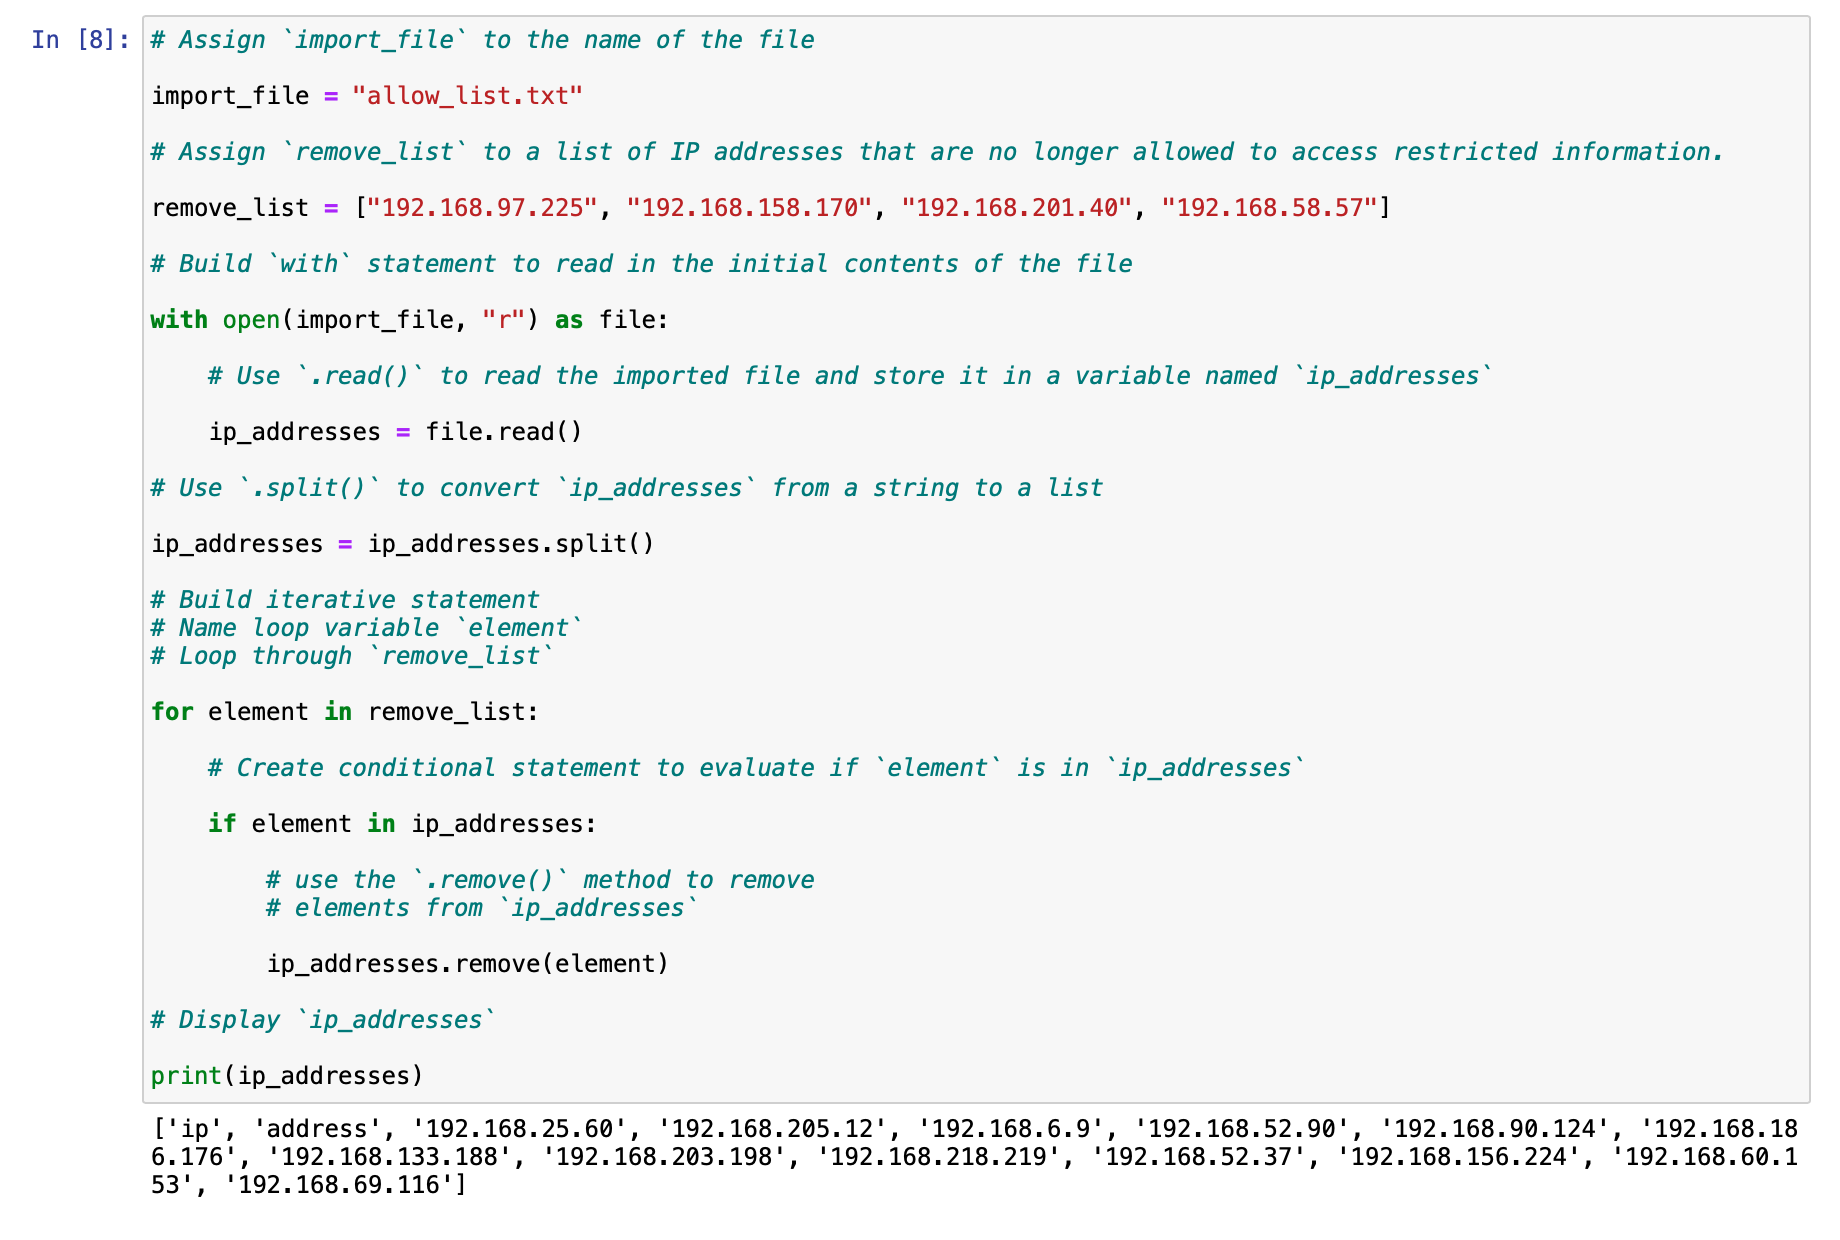 In [8]: # Assign `import_file` to the name of the file
import_file = "allow_list.txt"
# Assign `remove_list` to a list of IP addresses that are no longer allowed to access restricted information.
remove_list = ["192.168.97.225", "192.168.158.170", "192.168.201.40", "192.168.58.57"]
# Build `with` statement to read in the initial contents of the file
with open(import_file, "r") as file:
    # Use `.read()` to read the imported file and store it in a variable named `ip_addresses`
    ip_addresses = file.read()
# Use `.split()` to convert `ip_addresses` from a string to a list
ip_addresses = ip_addresses.split()
# Build iterative statement
# Name loop variable `element`
# Loop through `remove_list`
for element in remove_list:
    # Create conditional statement to evaluate if `element` is in `ip_addresses`
    if element in ip_addresses:
        # use the `.remove()` method to remove
        # elements from `ip_addresses`
        ip_addresses.remove(element)
# Display `ip_addresses`
print(ip_addresses)
['ip', 'address', '192.168.25.60', '192.168.205.12', '192.168.6.9', '192.168.52.90', '192.168.90.124', '192.168.18
6.176', '192.168.133.188', '192.168.203.198', '192.168.218.219', '192.168.52.37', '192.168.156.224', '192.168.60.1
53', '192.168.69.116']